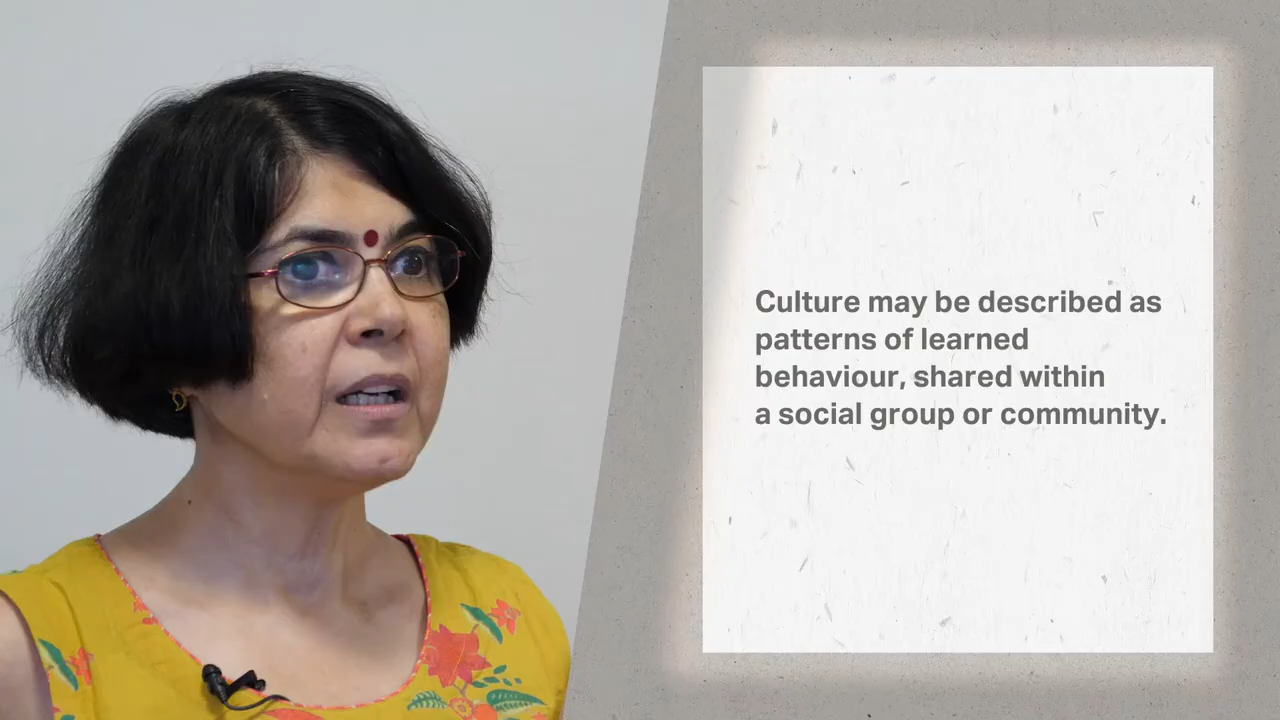 Culture may be described as
patterns of learned
behaviour, shared within
a social group or community.